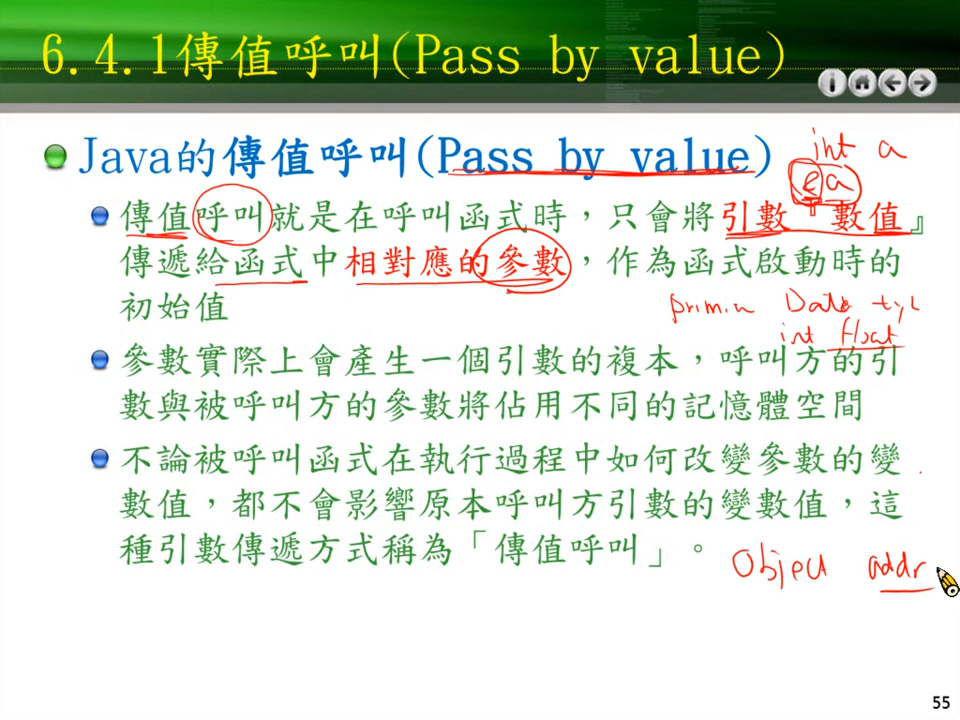 6.4.1傳值呼叫(Pass by value)
Java的傳值呼叫(Pass by value)
int a
&a
傳值呼叫就是在呼叫函式時，只會將引數『數值』
傳遞給函式中相對應的參數，作為函式啟動時的
初始值
Data
int float
參數實際上會產生一個引數的複本，呼叫方的引
數與被呼叫方的參數將佔用不同的記憶體空間
不論被呼叫函式在執行過程中如何改變參數的變
數值，都不會影響原本呼叫方引數的變數值，這
種引數傳遞方式稱為「傳值呼叫」。
Object addr
55